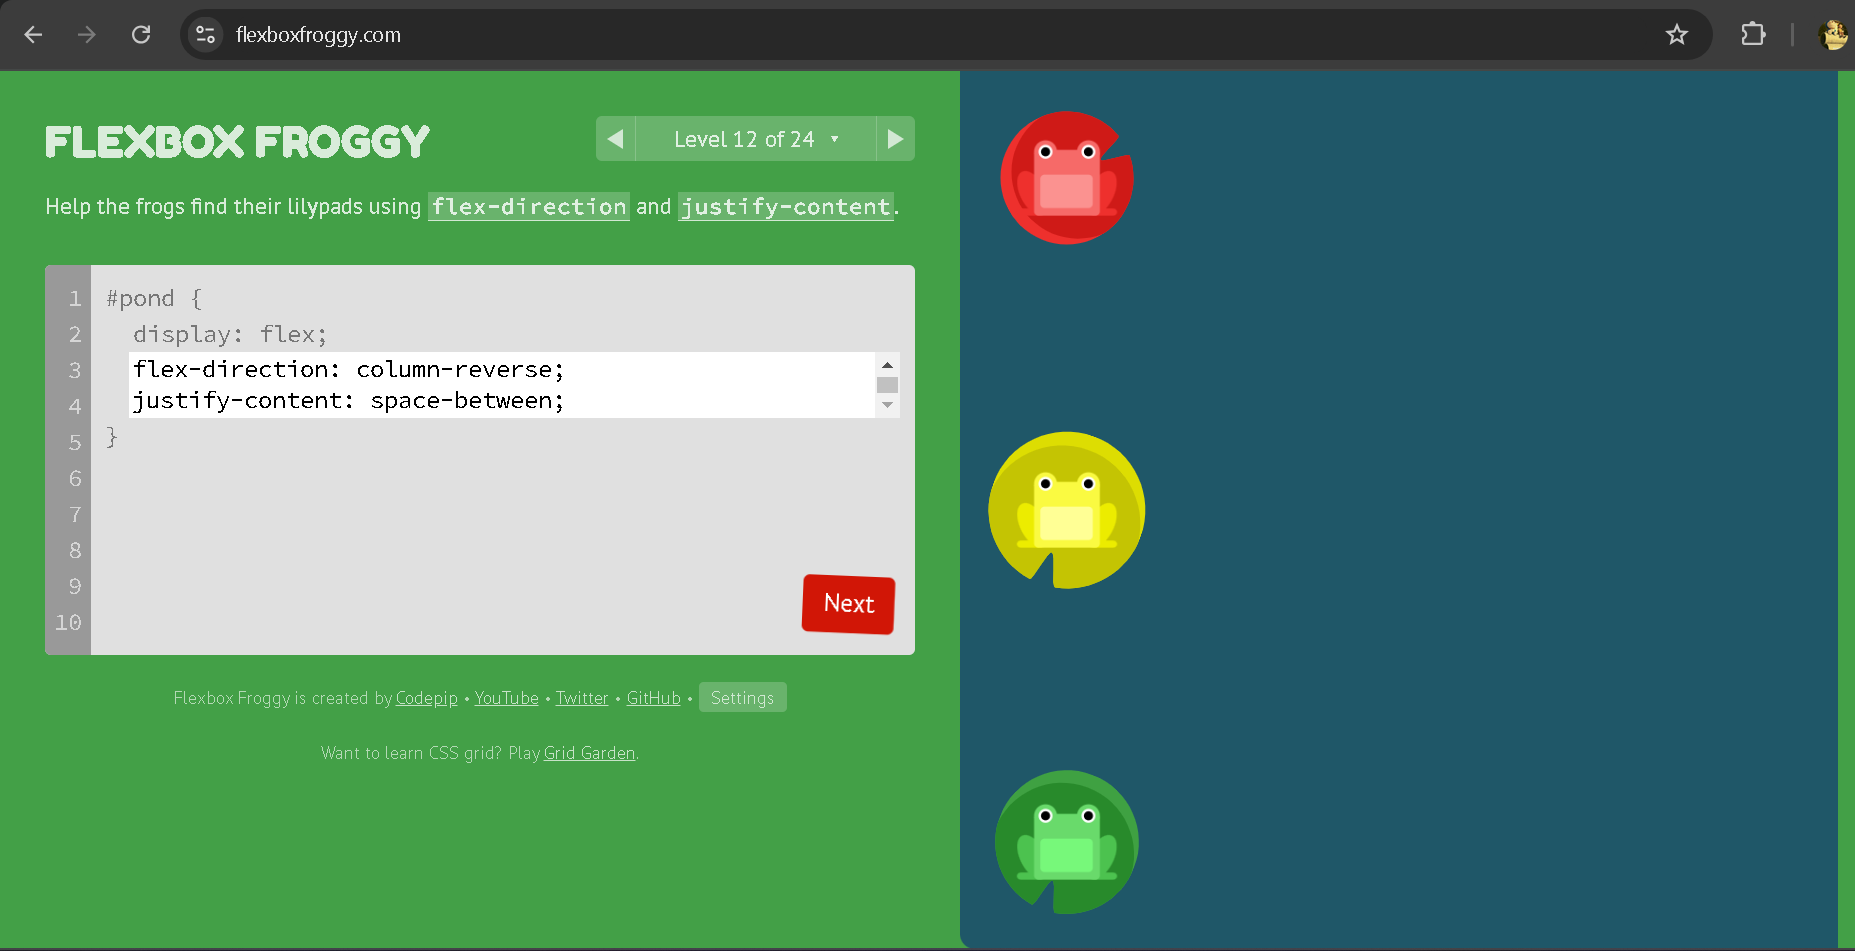 flexboxfroggy.com
FLEXBOX FROGGY
Level 12 of 24
Help the frogs find their lilypads using flex-direction and justify-content.
1 #pond {
2 display: flex;
3 flex-direction: column-reverse;
4 justify-content: space-between;
5 }
6
7
8
9
10
Next
Flexbox Froggy is created by Codepip • YouTube • Twitter • GitHub • Settings
Want to learn CSS grid? Play Grid Garden.